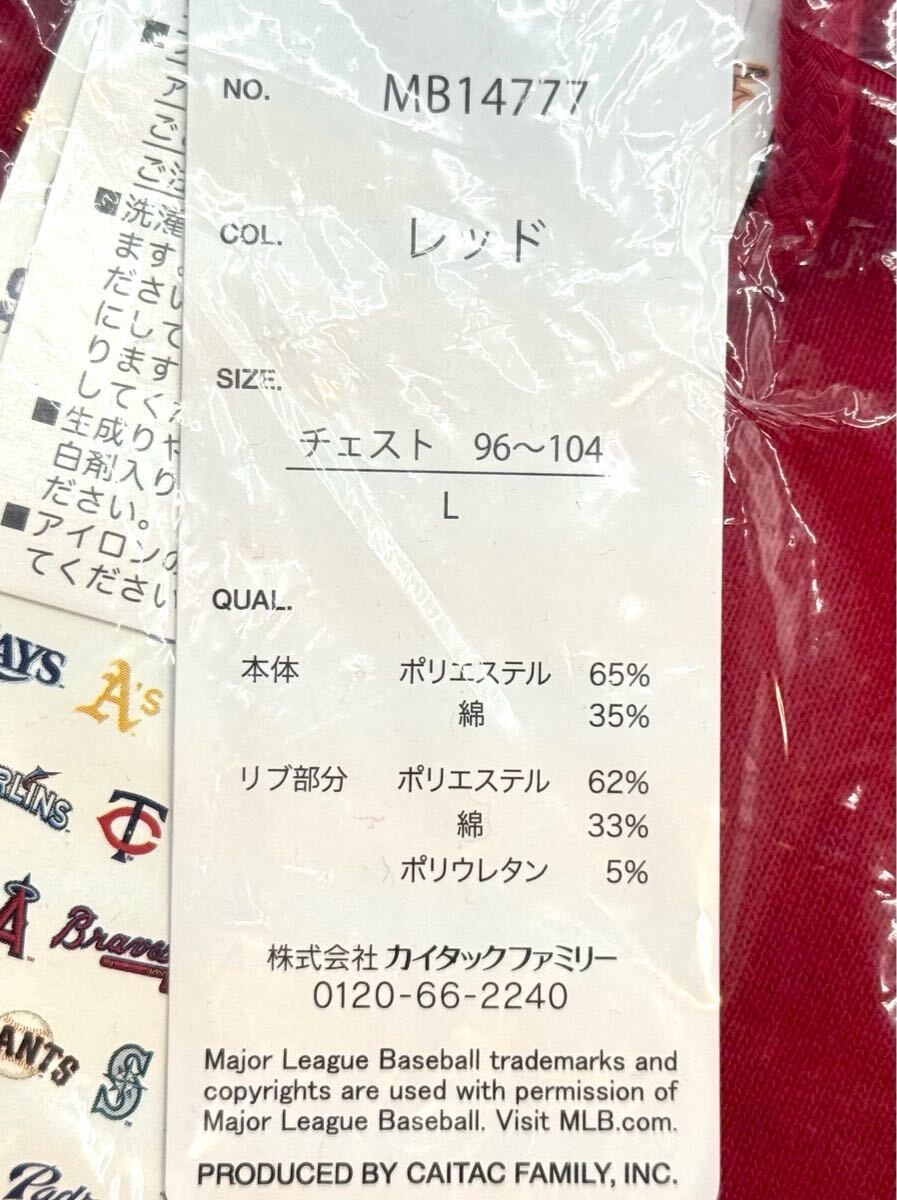 NO. MB14777
COL. レッド
SIZE.
チェスト 96～104
L
QUAL.
本体 ポリエステル 65%
綿 35%
リブ部分 ポリエステル 62%
綿 33%
ポリウレタン 5%
株式会社 カイタックファミリー
0120-66-2240
Major League Baseball trademarks and
copyrights are used with permission of
Major League Baseball. Visit MLB.com.
PRODUCED BY CAITAC FAMILY, INC.
■洗濯
ます。
ださい
にして
ります
してく
■生成りや
白剤入り
ださい。
■アイロンの
てください
A's
Braves